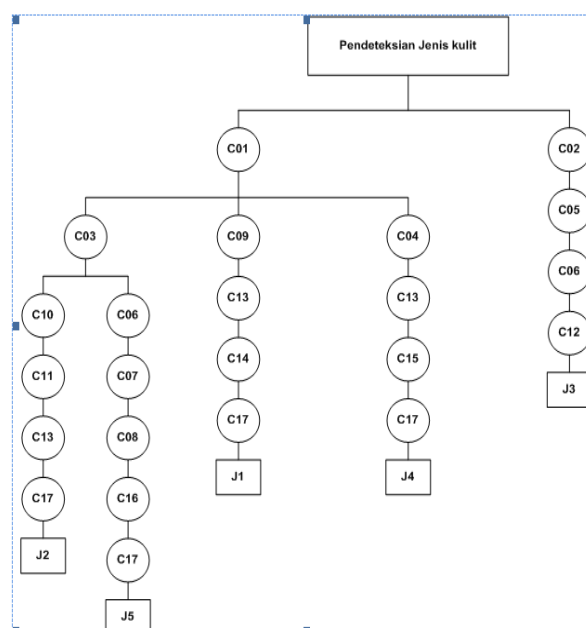 Pendeteksian Jenis kulit
C01
C02
C03
C09
C04
C05
C10
C06
C13
C13
C06
C11
C07
C14
C15
C12
C13
C08
C17
C17
J3
C17
C16
J1
J4
J2
C17
J5